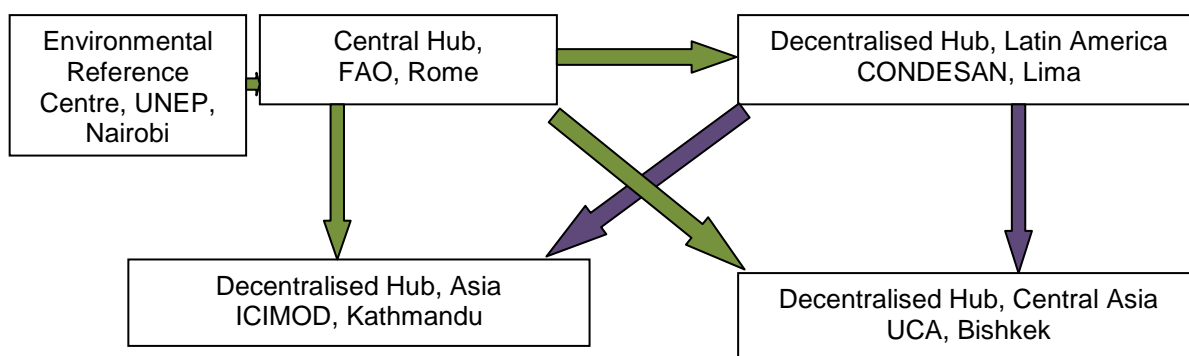 Environmental
Reference
Centre, UNEP,
Nairobi
Central Hub,
FAO, Rome
Decentralised Hub, Latin America
CONDESAN, Lima
Decentralised Hub, Asia
ICIMOD, Kathmandu
Decentralised Hub, Central Asia
UCA, Bishkek